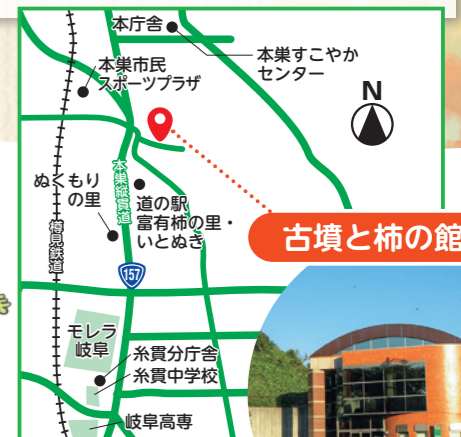 本庁舎
本巣すこやか
センター
本巣市民
スポーツプラザ
N
本巣縦貫道
ぬくもり
の里
道の駅
富有柿の里・
いとぬき
樽見鉄道
古墳と柿の館
157
モレラ
岐阜
糸貫分庁舎
糸貫中学校
岐阜高専